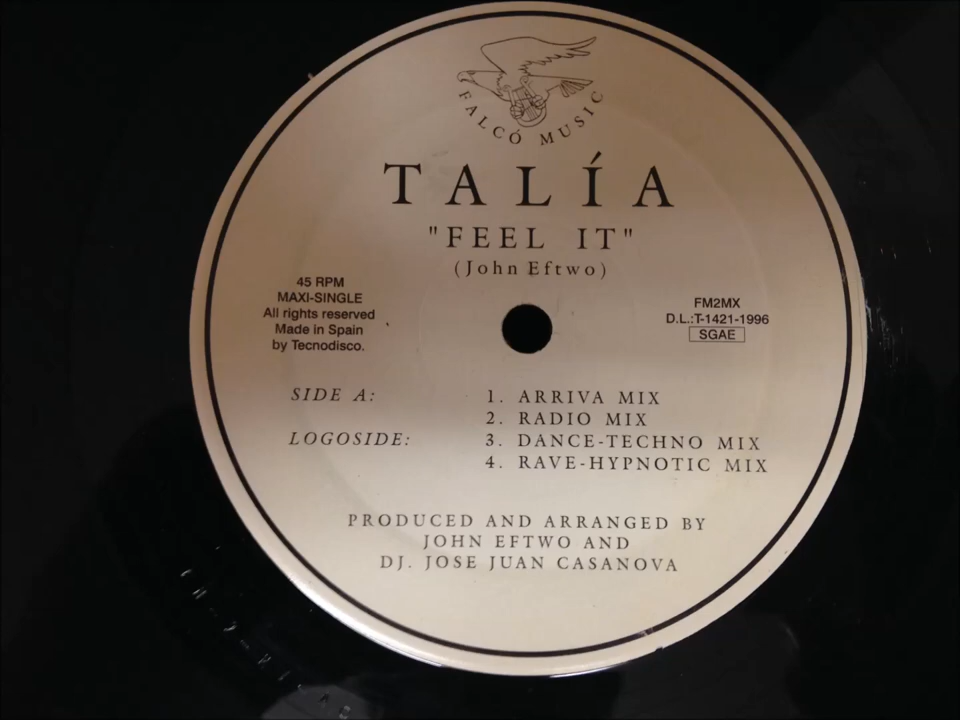 FALCÓ MUSIC
TALÍA
"FEEL IT"
(John Eftwo)
45 RPM
MAXI-SINGLE
All rights reserved
Made in Spain
by Tecnodisco.
FM2MX
D.L.:T-1421-1996
SGAE
SIDE A: 1. ARRIVA MIX
2. RADIO MIX
LOGOSIDE: 3. DANCE-TECHNO MIX
4. RAVE-HYPNOTIC MIX
PRODUCED AND ARRANGED BY
JOHN EFTWO AND
DJ. JOSE JUAN CASANOVA